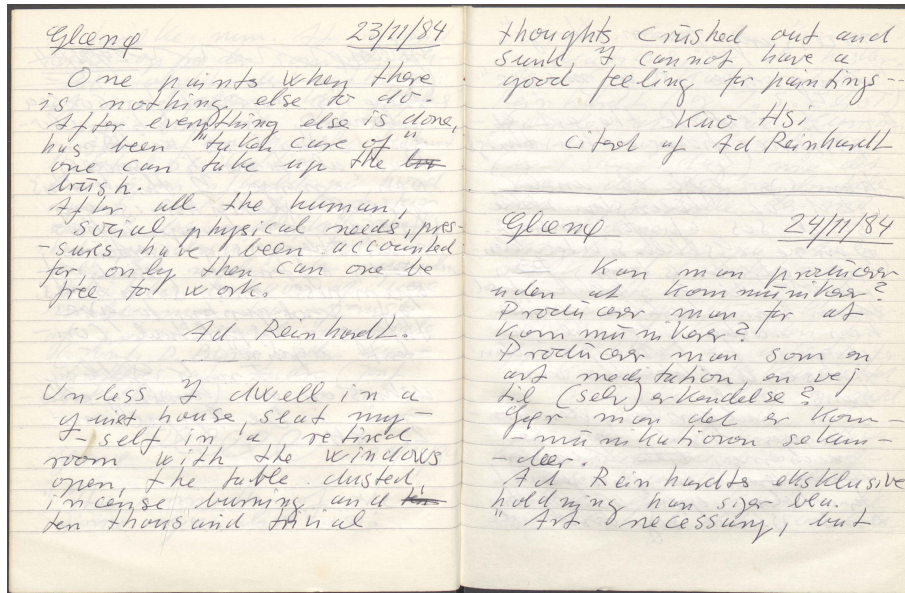 Glænø 23/11/84
One paints when there
is nothing else to do.
After everything else is done,
has been "taken care of"
one can take up the
brush.
After all the human,
social physical needs, pres-
-sures have been accounted
for, only then can one be
free to work.
Ad Reinhardt.
Unless I dwell in a
quiet house, seat my-
-self in a retired
room with the windows
open, the table dusted,
incense burning and
ten thousand trivial
thoughts crushed out and
sunk, I cannot have a
good feeling for paintings --
Kuo Hsi
citeret af Ad Reinhardt
Glænø 24/11/84
Kan man producere
uden at kommunikere?
Producerer man for at
kommunikere?
Producerer man som en
art meditation, en vej
til (selv) erkendelse?
Gør man det er kom-
-munikationen sekun-
-dær.
Ad Reinhardts eksklusive
holdning han siger bla.
"Art necessary, but